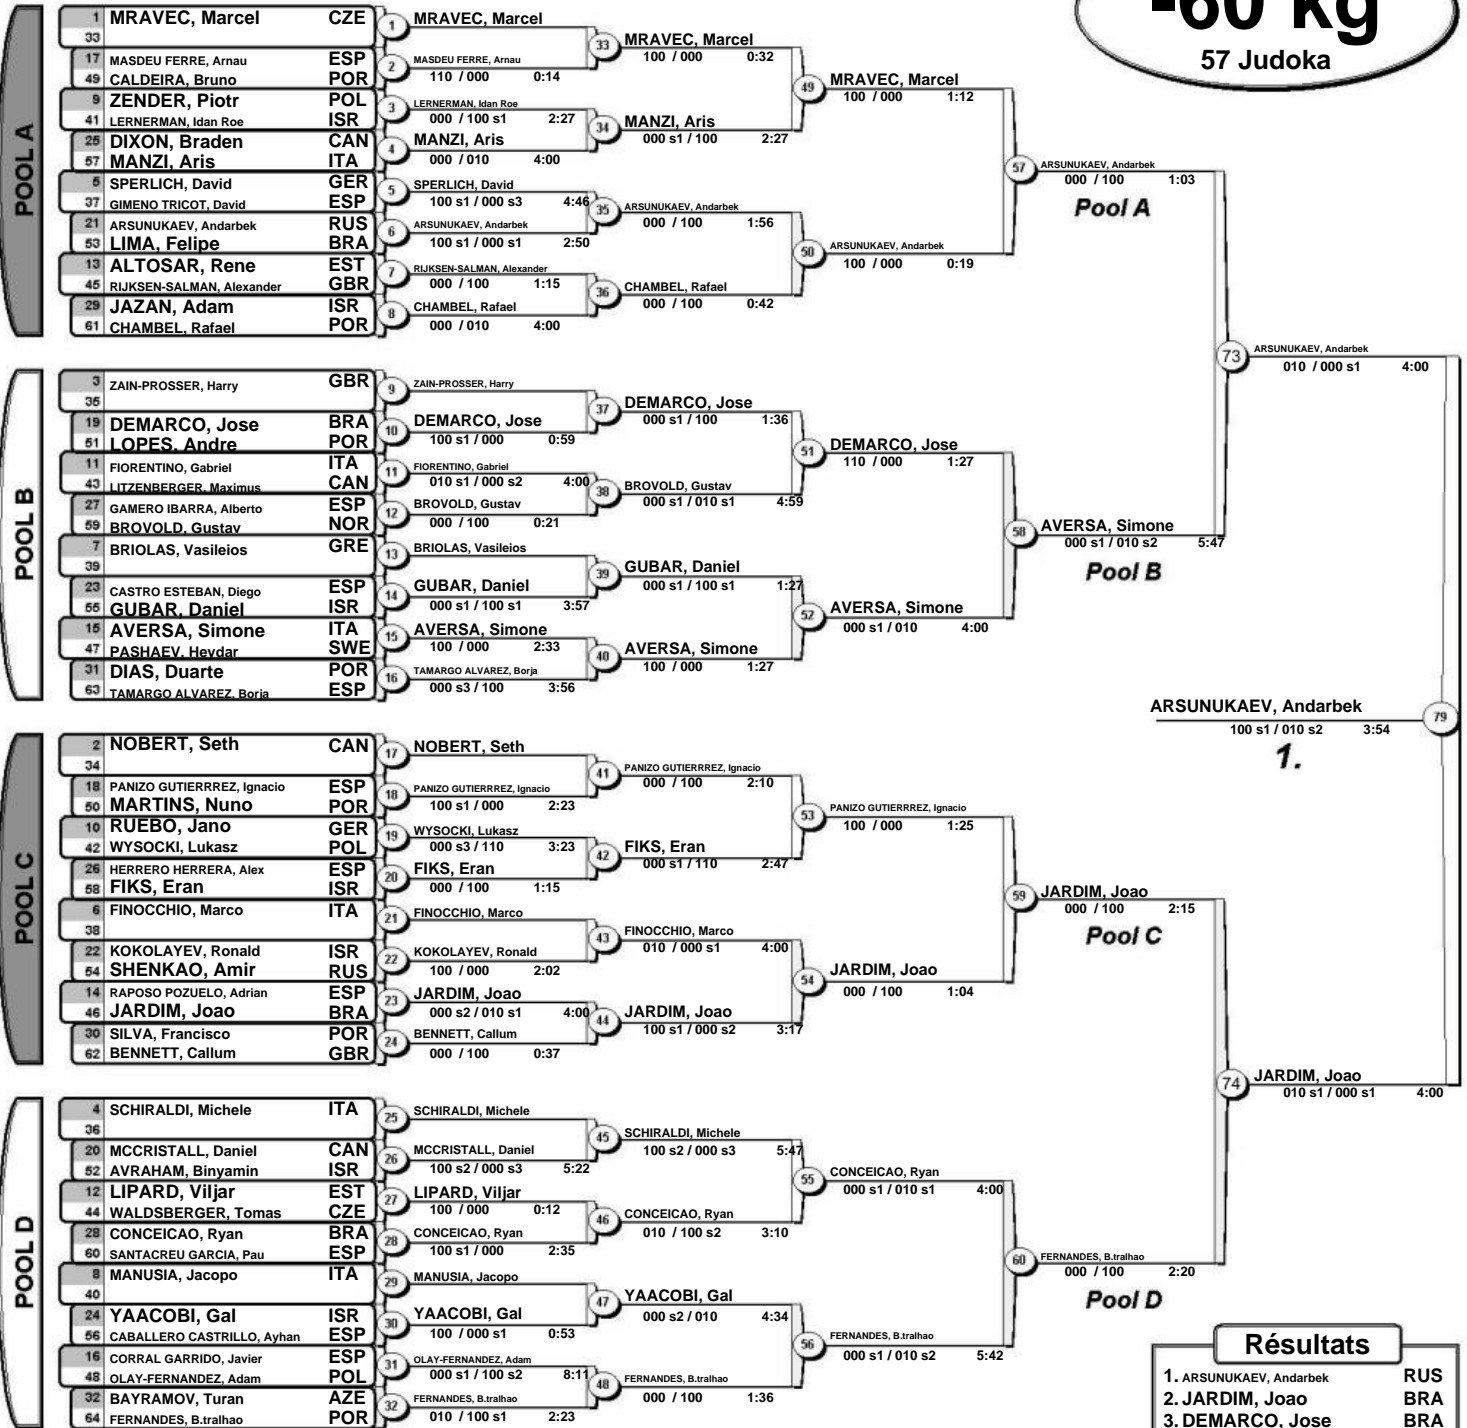 -60 kg
57 Judoka
POOL A
1 MRAVEC, Marcel CZE
33
17 MASDEU FERRE, Arnau ESP
49 CALDEIRA, Bruno POR
9 ZENDER, Piotr POL
41 LERNERMAN, Idan Roe ISR
25 DIXON, Braden CAN
57 MANZI, Aris ITA
5 SPERLICH, David GER
37 GIMENO TRICOT, David ESP
21 ARSUNUKAEV, Andarbek RUS
53 LIMA, Felipe BRA
13 ALTOSAR, Rene EST
45 RIJKSEN-SALMAN, Alexander GBR
29 JAZAN, Adam ISR
61 CHAMBEL, Rafael POR
1 MRAVEC, Marcel
2 MASDEU FERRE, Arnau
110 / 000 0:14
3 LERNERMAN, Idan Roe
000 / 100 s1 2:27
4 MANZI, Aris
000 / 010 4:00
5 SPERLICH, David
100 s1 / 000 s3 4:46
6 ARSUNUKAEV, Andarbek
100 s1 / 000 s1 2:50
7 RIJKSEN-SALMAN, Alexander
000 / 100 1:15
8 CHAMBEL, Rafael
000 / 010 4:00
33 MRAVEC, Marcel
100 / 000 0:32
34 MANZI, Aris
000 s1 / 100 2:27
35 ARSUNUKAEV, Andarbek
000 / 100 1:56
36 CHAMBEL, Rafael
000 / 100 0:42
49 MRAVEC, Marcel
100 / 000 1:12
50 ARSUNUKAEV, Andarbek
100 / 000 0:19
57 ARSUNUKAEV, Andarbek
000 / 100 1:03
Pool A
POOL B
3 ZAIN-PROSSER, Harry GBR
35
19 DEMARCO, Jose BRA
51 LOPES, Andre POR
11 FIORENTINO, Gabriel ITA
43 LITZENBERGER, Maximus CAN
27 GAMERO IBARRA, Alberto ESP
59 BROVOLD, Gustav NOR
7 BRIOLAS, Vasileios GRE
39
23 CASTRO ESTEBAN, Diego ESP
55 GUBAR, Daniel ISR
15 AVERSA, Simone ITA
47 PASHAEV, Heydar SWE
31 DIAS, Duarte POR
63 TAMARGO ALVAREZ, Borja ESP
9 ZAIN-PROSSER, Harry
10 DEMARCO, Jose
100 s1 / 000 0:59
11 FIORENTINO, Gabriel
010 s1 / 000 s2 4:00
12 BROVOLD, Gustav
000 / 100 0:21
13 BRIOLAS, Vasileios
14 GUBAR, Daniel
000 s1 / 100 s1 3:57
15 AVERSA, Simone
100 / 000 2:33
16 TAMARGO ALVAREZ, Borja
000 s3 / 100 3:56
37 DEMARCO, Jose
000 s1 / 100 1:36
38 BROVOLD, Gustav
000 s1 / 010 s1 4:59
39 GUBAR, Daniel
000 s1 / 100 s1 1:27
40 AVERSA, Simone
100 / 000 1:27
51 DEMARCO, Jose
110 / 000 1:27
52 AVERSA, Simone
000 s1 / 010 4:00
58 AVERSA, Simone
000 s1 / 010 s2 5:47
Pool B
73 ARSUNUKAEV, Andarbek
010 / 000 s1 4:00
ARSUNUKAEV, Andarbek 79
100 s1 / 010 s2 3:54
1.
POOL C
2 NOBERT, Seth CAN
34
18 PANIZO GUTIERRREZ, Ignacio ESP
50 MARTINS, Nuno POR
10 RUEBO, Jano GER
42 WYSOCKI, Lukasz POL
26 HERRERO HERRERA, Alex ESP
58 FIKS, Eran ISR
6 FINOCCHIO, Marco ITA
38
22 KOKOLAYEV, Ronald ISR
54 SHENKAO, Amir RUS
14 RAPOSO POZUELO, Adrian ESP
46 JARDIM, Joao BRA
30 SILVA, Francisco POR
62 BENNETT, Callum GBR
17 NOBERT, Seth
18 PANIZO GUTIERRREZ, Ignacio
100 s1 / 000 2:23
19 WYSOCKI, Lukasz
000 s3 / 110 3:23
20 FIKS, Eran
000 / 100 1:15
21 FINOCCHIO, Marco
22 KOKOLAYEV, Ronald
100 / 000 2:02
23 JARDIM, Joao
000 s2 / 010 s1 4:00
24 BENNETT, Callum
000 / 100 0:37
41 PANIZO GUTIERRREZ, Ignacio
000 / 100 2:10
42 FIKS, Eran
000 s1 / 110 2:47
43 FINOCCHIO, Marco
010 / 000 s1 4:00
44 JARDIM, Joao
100 s1 / 000 s2 3:17
53 PANIZO GUTIERRREZ, Ignacio
100 / 000 1:25
54 JARDIM, Joao
000 / 100 1:04
59 JARDIM, Joao
000 / 100 2:15
Pool C
74 JARDIM, Joao
010 s1 / 000 s1 4:00
POOL D
4 SCHIRALDI, Michele ITA
36
20 MCCRISTALL, Daniel CAN
52 AVRAHAM, Binyamin ISR
12 LIPARD, Viljar EST
44 WALDSBERGER, Tomas CZE
28 CONCEICAO, Ryan BRA
60 SANTACREU GARCIA, Pau ESP
8 MANUSIA, Jacopo ITA
40
24 YAACOBI, Gal ISR
56 CABALLERO CASTRILLO, Ayhan ESP
16 CORRAL GARRIDO, Javier ESP
48 OLAY-FERNANDEZ, Adam POL
32 BAYRAMOV, Turan AZE
64 FERNANDES, B.tralhao POR
25 SCHIRALDI, Michele
26 MCCRISTALL, Daniel
100 s2 / 000 s3 5:22
27 LIPARD, Viljar
100 / 000 0:12
28 CONCEICAO, Ryan
100 s1 / 000 2:35
29 MANUSIA, Jacopo
30 YAACOBI, Gal
100 / 000 s1 0:53
31 OLAY-FERNANDEZ, Adam
000 s1 / 100 s2 8:11
32 FERNANDES, B.tralhao
010 / 100 s1 2:23
45 SCHIRALDI, Michele
100 s2 / 000 s3 5:47
46 CONCEICAO, Ryan
010 / 100 s2 3:10
47 YAACOBI, Gal
000 s2 / 010 4:34
48 FERNANDES, B.tralhao
000 / 100 1:36
55 CONCEICAO, Ryan
000 s1 / 010 s1 4:00
56 FERNANDES, B.tralhao
000 s1 / 010 s2 5:42
60 FERNANDES, B.tralhao
000 / 100 2:20
Pool D
Résultats
1. ARSUNUKAEV, Andarbek RUS
2. JARDIM, Joao BRA
3. DEMARCO, Jose BRA